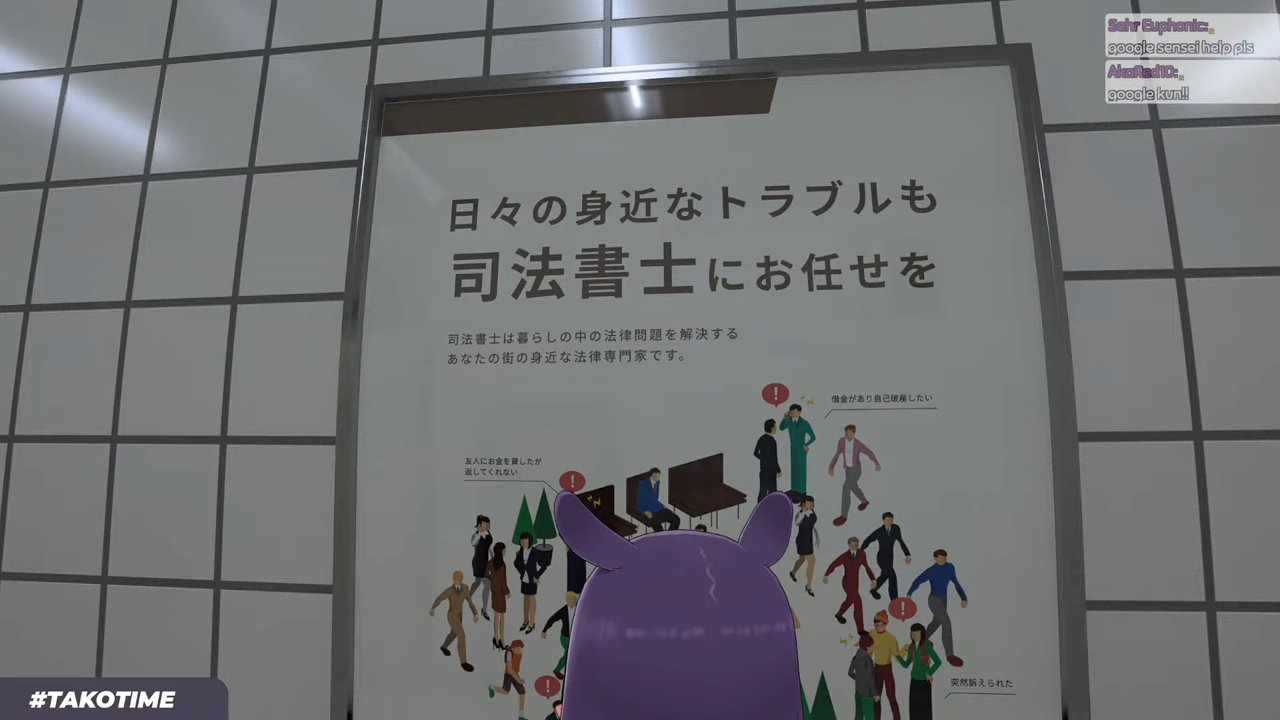 Sehr Euphonic:
google sensei help pls
AkaRed10:
google kun!!
日々の身近なトラブルも
司法書士にお任せを
司法書士は暮らしの中の法律問題を解決する
あなたの街の身近な法律専門家です。
借金があり自己破産したい
友人にお金を貸したが
返してくれない
突然訴えられた
#TAKOTIME